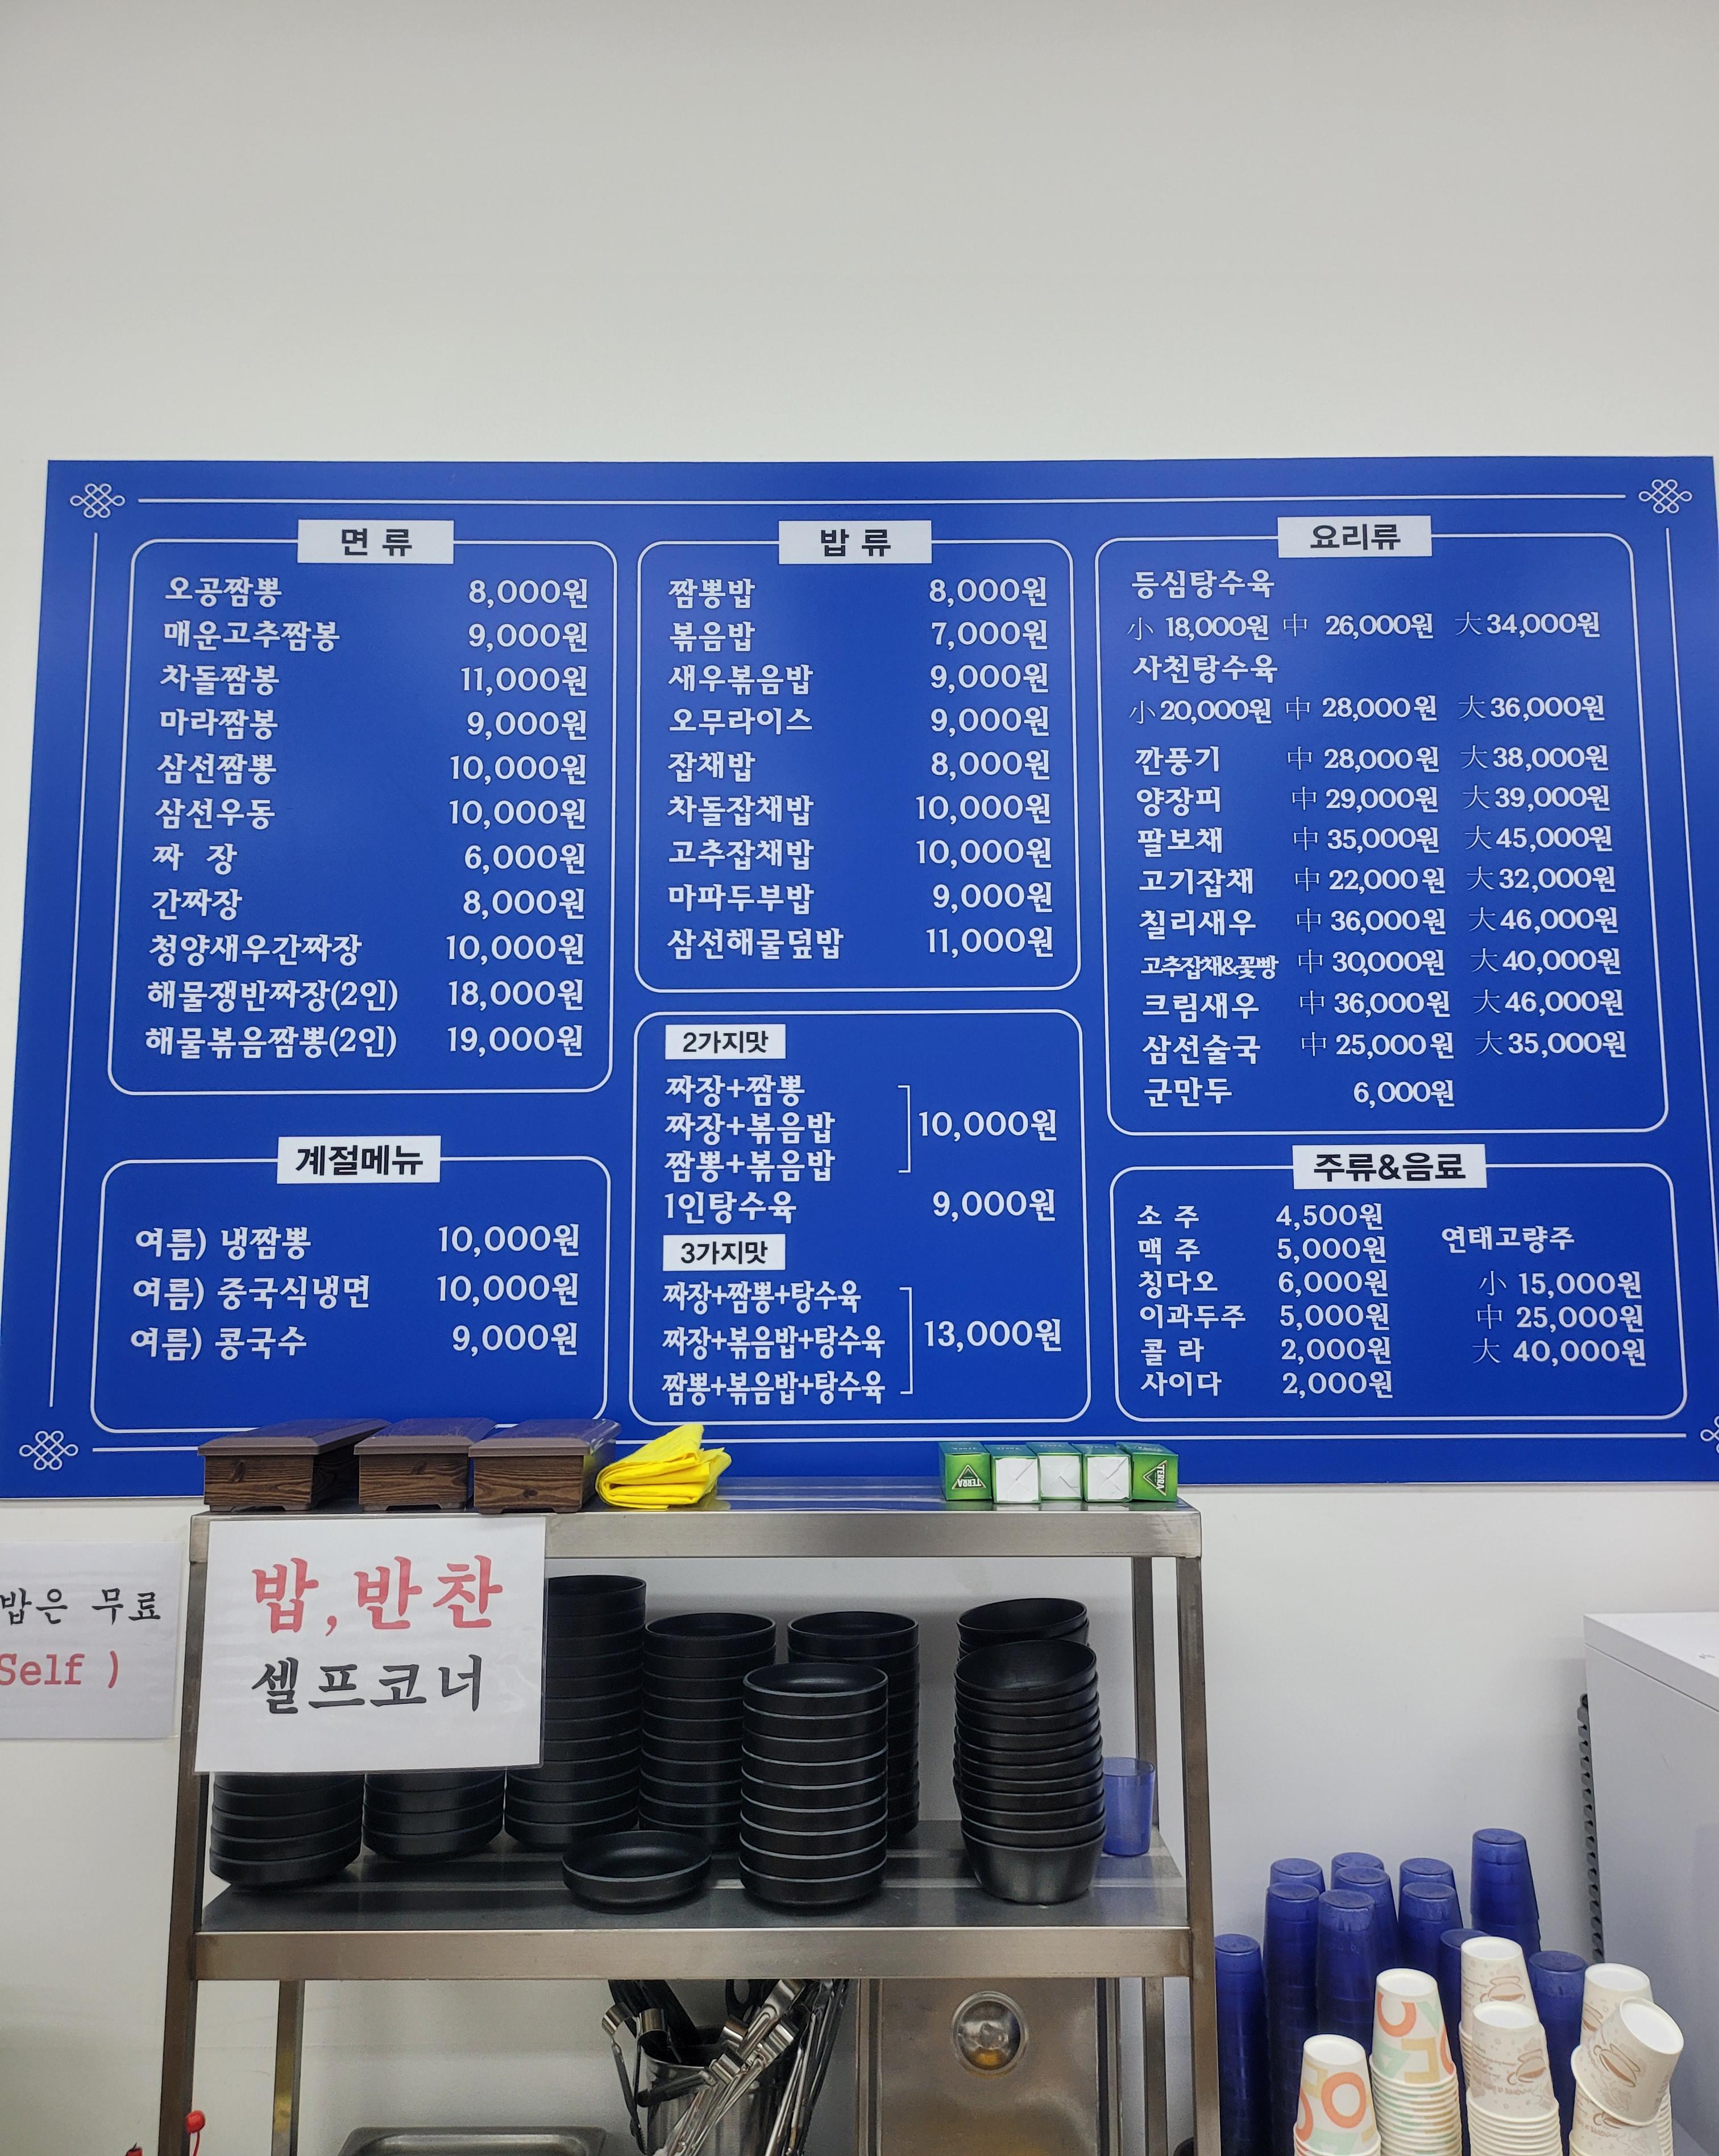 면 류
오공짬뽕 8,000원
매운고추짬봉 9,000원
차돌짬봉 11,000원
마라짬봉 9,000원
삼선짬뽕 10,000원
삼선우동 10,000원
짜 장 6,000원
간짜장 8,000원
청양새우간짜장 10,000원
해물쟁반짜장(2인) 18,000원
해물볶음짬뽕(2인) 19,000원
계절메뉴
여름) 냉짬뽕 10,000원
여름) 중국식냉면 10,000원
여름) 콩국수 9,000원
밥 류
짬뽕밥 8,000원
볶음밥 7,000원
새우볶음밥 9,000원
오무라이스 9,000원
잡채밥 8,000원
차돌잡채밥 10,000원
고추잡채밥 10,000원
마파두부밥 9,000원
삼선해물덮밥 11,000원
2가지맛
짜장+짬뽕
짜장+볶음밥 10,000원
짬뽕+볶음밥
1인탕수육 9,000원
3가지맛
짜장+짬뽕+탕수육
짜장+볶음밥+탕수육 13,000원
짬뽕+볶음밥+탕수육
요리류
등심탕수육
小 18,000원 中 26,000원 大 34,000원
사천탕수육
小 20,000원 中 28,000원 大 36,000원
깐풍기 中 28,000원 大 38,000원
양장피 中 29,000원 大 39,000원
팔보채 中 35,000원 大 45,000원
고기잡채 中 22,000원 大 32,000원
칠리새우 中 36,000원 大 46,000원
고추잡채&꽃빵 中 30,000원 大 40,000원
크림새우 中 36,000원 大 46,000원
삼선술국 中 25,000원 大 35,000원
군만두 6,000원
주류&음료
소 주 4,500원
맥 주 5,000원
칭다오 6,000원
이과두주 5,000원
콜 라 2,000원
사이다 2,000원
연태고량주
小 15,000원
中 25,000원
大 40,000원
TERRA
TERRA
밥은 무료
Self )
밥,반찬
셀프코너